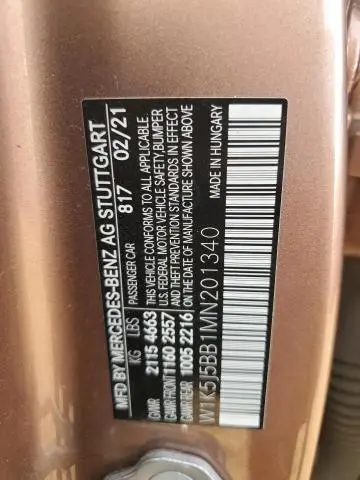 MFD BY MERCEDES-BENZ AG STUTTGART
PASSENGER CAR 817 02/21
KG LBS
GVWR 2115 4663
GAWR FRONT 1160 2557
GAWR REAR 1005 2216
THIS VEHICLE CONFORMS TO ALL APPLICABLE
U.S. FEDERAL MOTOR VEHICLE SAFETY, BUMPER
AND THEFT PREVENTION STANDARDS IN EFFECT
ON THE DATE OF MANUFACTURE SHOWN ABOVE
MADE IN HUNGARY
W1K5J5BB1MN201340